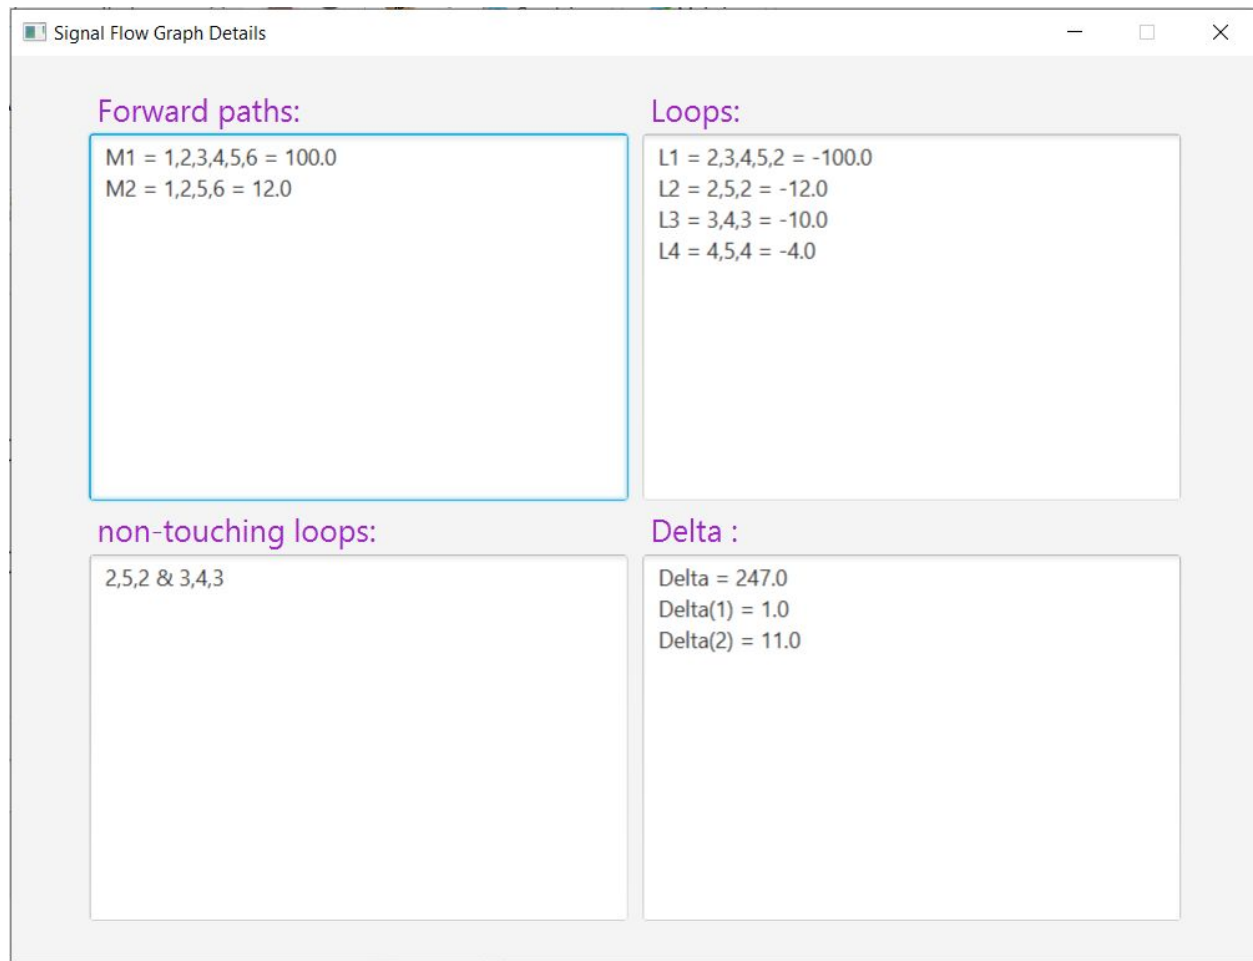 Signal Flow Graph Details
Forward paths:
M1 = 1,2,3,4,5,6 = 100.0
M2 = 1,2,5,6 = 12.0
Loops:
L1 = 2,3,4,5,2 = -100.0
L2 = 2,5,2 = -12.0
L3 = 3,4,3 = -10.0
L4 = 4,5,4 = -4.0
non-touching loops:
2,5,2 & 3,4,3
Delta :
Delta = 247.0
Delta(1) = 1.0
Delta(2) = 11.0